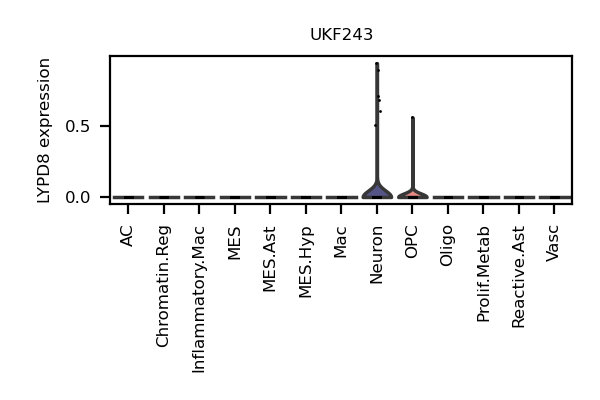 UKF243
LYPD8 expression
0.5
0.0
AC
Chromatin.Reg
Inflammatory.Mac
MES
MES.Ast
MES.Hyp
Mac
Neuron
OPC
Oligo
Prolif.Metab
Reactive.Ast
Vasc